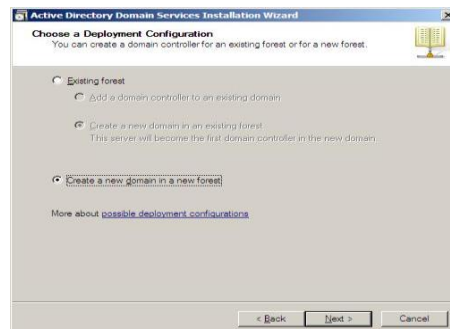 Active Directory Domain Services Installation Wizard
Choose a Deployment Configuration
You can create a domain controller for an existing forest or for a new forest.
Existing forest
Add a domain controller to an existing domain
Create a new domain in an existing forest
This server will become the first domain controller in the new domain.
Create a new domain in a new forest
More about possible deployment configurations
< Back Next > Cancel